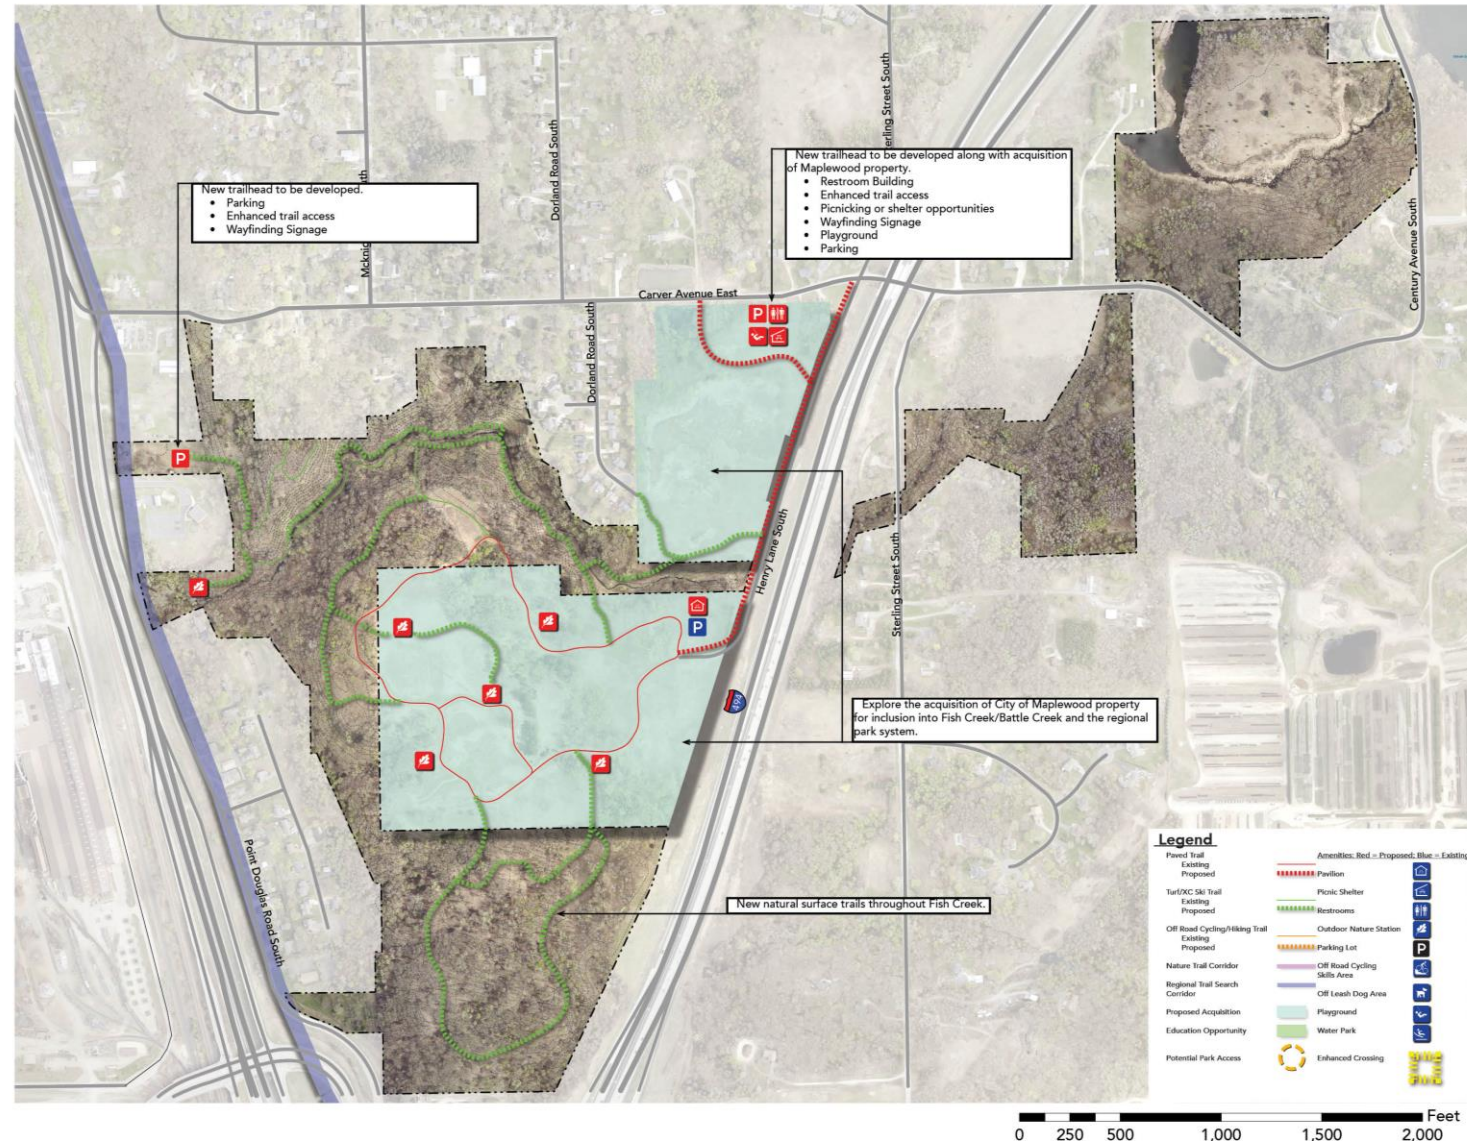 Sterling Street South
New trailhead to be developed along with acquisition
of Maplewood property.
• Restroom Building
• Enhanced trail access
• Picnicking or shelter opportunities
• Wayfinding Signage
• Playground
• Parking
New trailhead to be developed.
• Parking
• Enhanced trail access
• Wayfinding Signage
Dorland Road South
Century Avenue South
Carver Avenue East
Dorland Road South
P
P
Henry Lane South
Sterling Street South
P
494
Explore the acquisition of City of Maplewood property
for inclusion into Fish Creek/Battle Creek and the regional
park system.
Point Douglas Road South
New natural surface trails throughout Fish Creek.
Legend
Paved Trail
Existing
Proposed
Turf/XC Ski Trail
Existing
Proposed
Off Road Cycling/Hiking Trail
Existing
Proposed
Nature Trail Corridor
Regional Trail Search
Corridor
Proposed Acquisition
Education Opportunity
Potential Park Access
Amenities: Red = Proposed; Blue = Existing
Pavilion
Picnic Shelter
Restrooms
Outdoor Nature Station
Parking Lot
P
Off Road Cycling
Skills Area
Off Leash Dog Area
Playground
Water Park
Enhanced Crossing
Feet
0 250 500 1,000 1,500 2,000